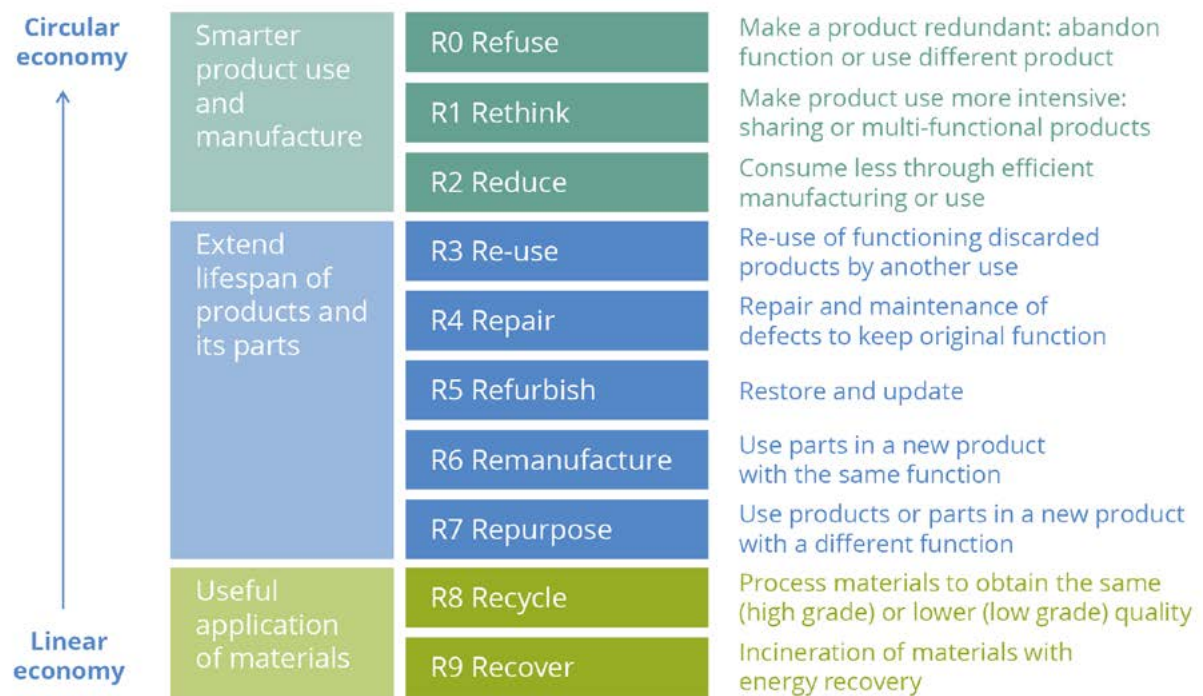 Circular
economy
Linear
economy
Smarter
product use
and
manufacture
R0 Refuse
Make a product redundant: abandon
function or use different product
R1 Rethink
Make product use more intensive:
sharing or multi-functional products
R2 Reduce
Consume less through efficient
manufacturing or use
Extend
lifespan of
products and
its parts
R3 Re-use
Re-use of functioning discarded
products by another use
R4 Repair
Repair and maintenance of
defects to keep original function
R5 Refurbish
Restore and update
R6 Remanufacture
Use parts in a new product
with the same function
R7 Repurpose
Use products or parts in a new product
with a different function
Useful
application
of materials
R8 Recycle
Process materials to obtain the same
(high grade) or lower (low grade) quality
R9 Recover
Incineration of materials with
energy recovery